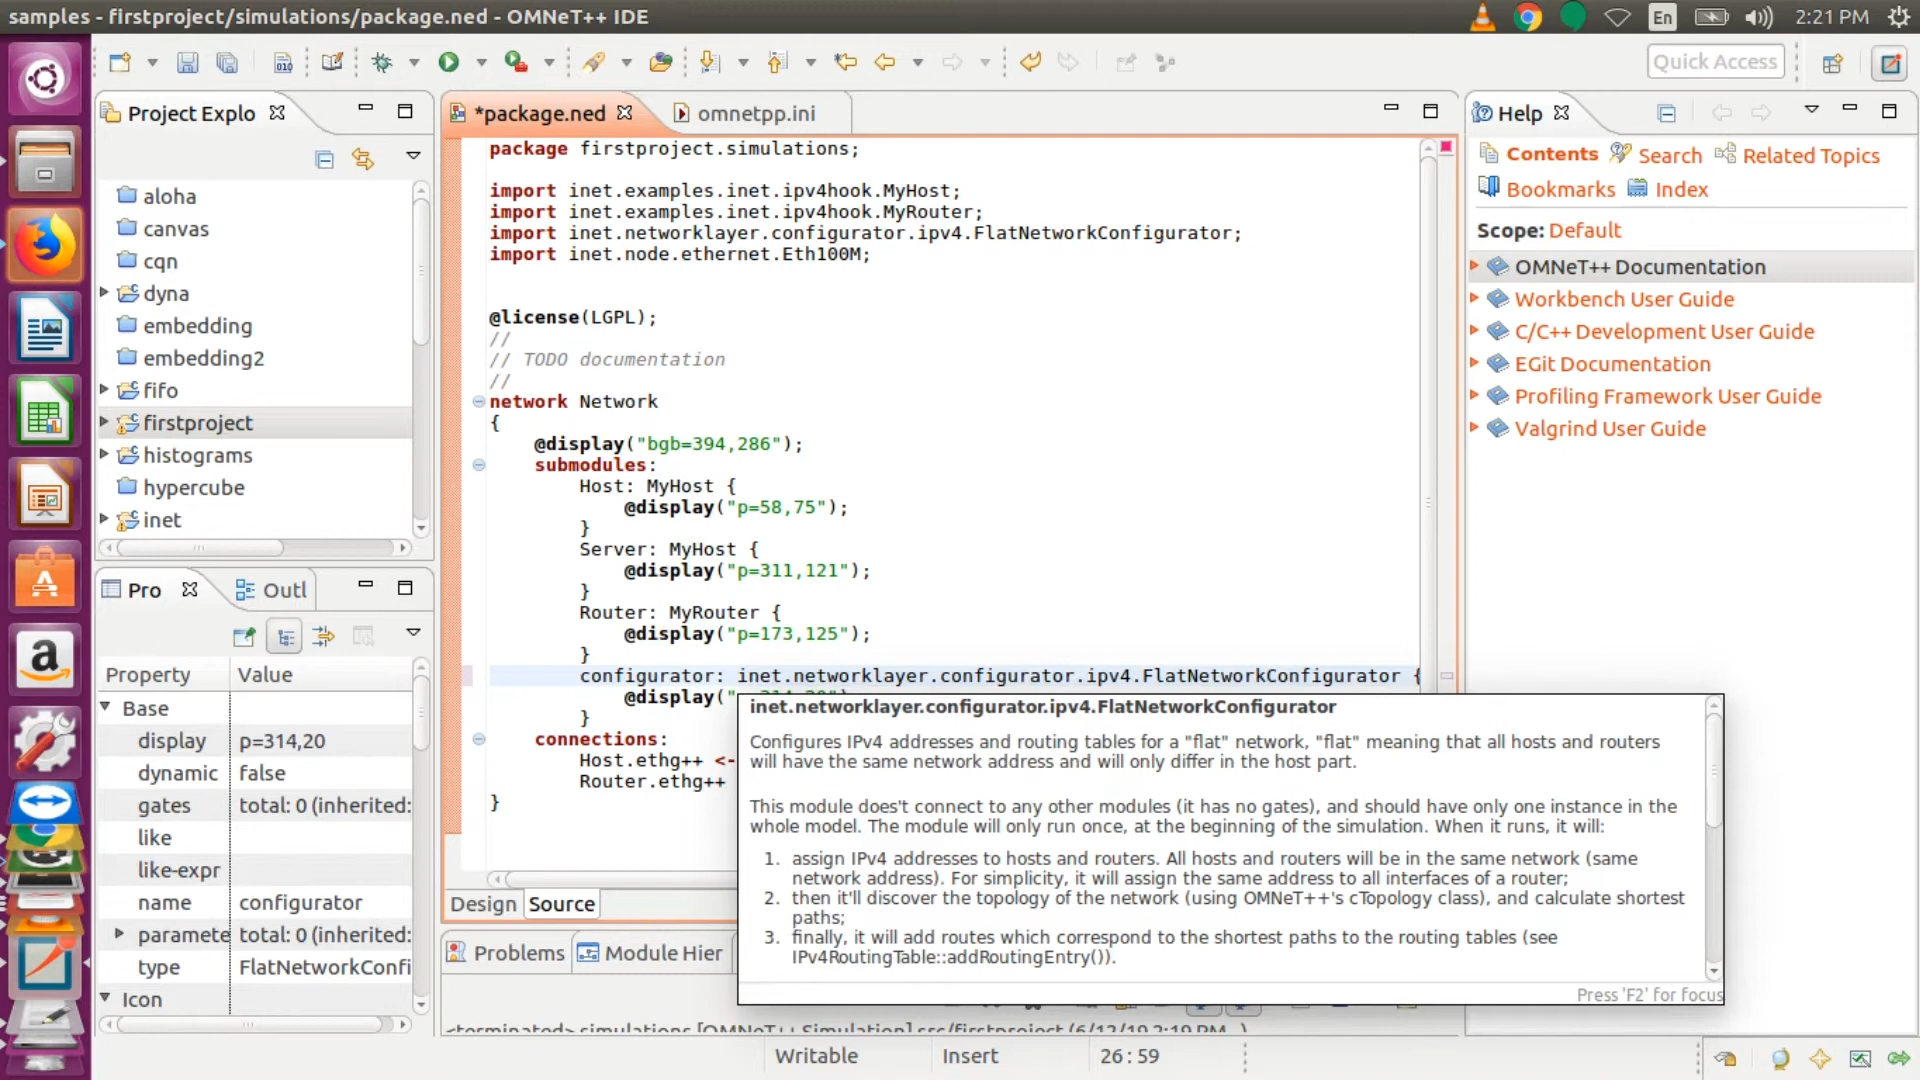 samples - firstproject/simulations/package.ned - OMNeT++ IDE
En
2:21 PM
Quick Access
Project Explo
aloha
canvas
cqn
dyna
embedding
embedding2
fifo
firstproject
histograms
hypercube
inet
Pro
Outl
Property Value
Base
display p=314,20
dynamic false
gates total: 0 (inherited:
like
like-expr
name configurator
paramete total: 0 (inherited:
type FlatNetworkConfi
Icon
*package.ned
omnetpp.ini
package firstproject.simulations;
import inet.examples.inet.ipv4hook.MyHost;
import inet.examples.inet.ipv4hook.MyRouter;
import inet.networklayer.configurator.ipv4.FlatNetworkConfigurator;
import inet.node.ethernet.Eth100M;
@license(LGPL);
//
// TODO documentation
//
network Network
{
@display("bgb=394,286");
submodules:
Host: MyHost {
@display("p=58,75");
}
Server: MyHost {
@display("p=311,121");
}
Router: MyRouter {
@display("p=173,125");
}
configurator: inet.networklayer.configurator.ipv4.FlatNetworkConfigurator {
@display("p=314,20")
}
connections:
Host.ethg++ <-
Router.ethg++
}
inet.networklayer.configurator.ipv4.FlatNetworkConfigurator
Configures IPv4 addresses and routing tables for a "flat" network, "flat" meaning that all hosts and routers
will have the same network address and will only differ in the host part.
This module does't connect to any other modules (it has no gates), and should have only one instance in the
whole model. The module will only run once, at the beginning of the simulation. When it runs, it will:
1. assign IPv4 addresses to hosts and routers. All hosts and routers will be in the same network (same
network address). For simplicity, it will assign the same address to all interfaces of a router;
2. then it'll discover the topology of the network (using OMNeT++'s cTopology class), and calculate shortest
paths;
3. finally, it will add routes which correspond to the shortest paths to the routing tables (see
IPv4RoutingTable::addRoutingEntry()).
Press 'F2' for focus
Design Source
Problems
Module Hier
<terminated> simulations [OMNeT++ Simulation] src/firstproject (6/12/19 2:19 PM
Writable Insert 26 : 59
Help
Contents Search Related Topics
Bookmarks Index
Scope: Default
OMNeT++ Documentation
Workbench User Guide
C/C++ Development User Guide
EGit Documentation
Profiling Framework User Guide
Valgrind User Guide